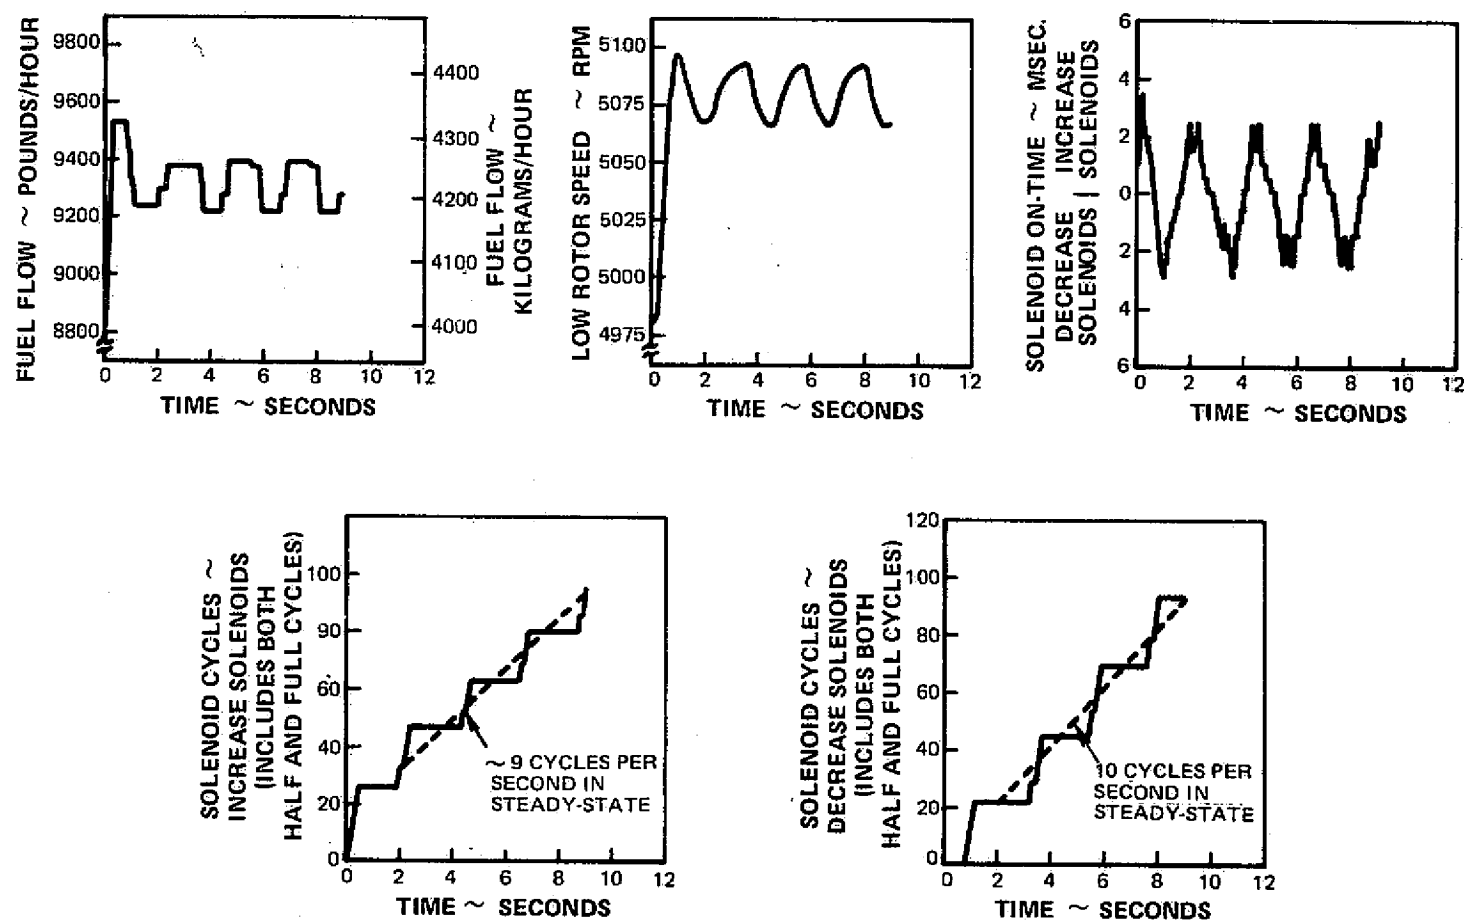 FUEL FLOW ~ POUNDS/HOUR
9800
9600
9400
9200
9000
8800
0 2 4 6 8 10 12
TIME ~ SECONDS
4400
4300
4200
4100
4000
FUEL FLOW ~
KILOGRAMS/HOUR
LOW ROTOR SPEED ~ RPM
5100
5075
5050
5025
5000
4975
0 2 4 6 8 10 12
TIME ~ SECONDS
SOLENOID ON-TIME ~ MSEC.
DECREASE INCREASE
SOLENOIDS | SOLENOIDS
6
4
2
0
2
4
6
0 2 4 6 8 10 12
TIME ~ SECONDS
SOLENOID CYCLES ~
INCREASE SOLENOIDS
(INCLUDES BOTH
HALF AND FULL CYCLES)
100
90
60
40
20
0
~ 9 CYCLES PER
SECOND IN
STEADY-STATE
0 2 4 6 8 10 12
TIME ~ SECONDS
SOLENOID CYCLES ~
DECREASE SOLENOIDS
(INCLUDES BOTH
HALF AND FULL CYCLES)
120
100
80
60
40
20
0
10 CYCLES PER
SECOND IN
STEADY-STATE
0 2 4 6 8 10 12
TIME ~ SECONDS